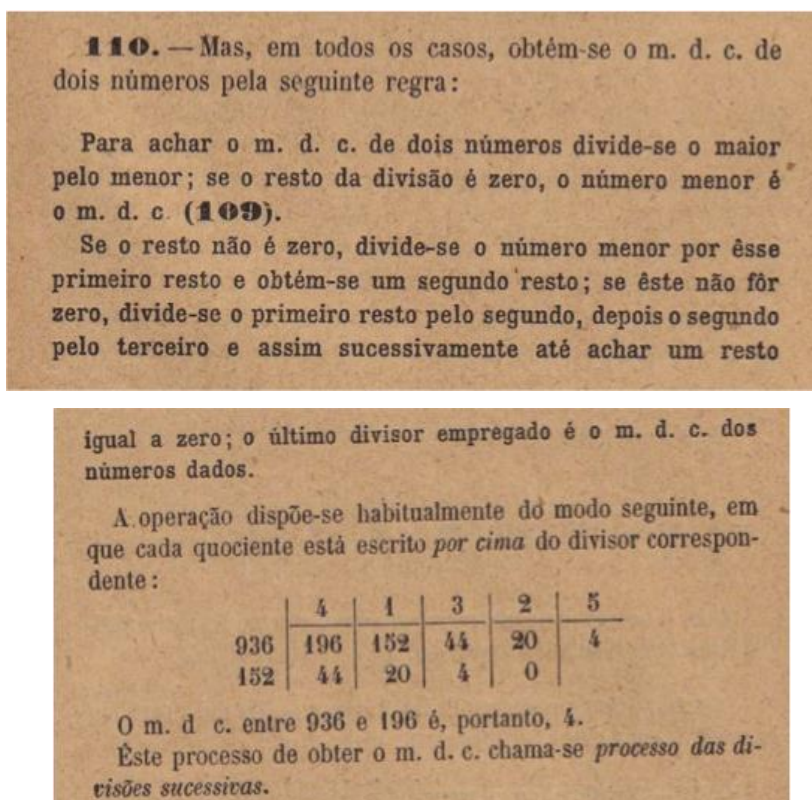 110. — Mas, em todos os casos, obtém-se o m. d. c. de
dois números pela seguinte regra:
Para achar o m. d. c. de dois números divide-se o maior
pelo menor; se o resto da divisão é zero, o número menor é
o m. d. c. (109).
Se o resto não é zero, divide-se o número menor por êsse
primeiro resto e obtém-se um segundo resto; se êste não fôr
zero, divide-se o primeiro resto pelo segundo, depois o segundo
pelo terceiro e assim sucessivamente até achar um resto
igual a zero; o último divisor empregado é o m. d. c. dos
números dados.
A operação dispõe-se habitualmente do modo seguinte, em
que cada quociente está escrito por cima do divisor correspon-
dente:
4 1 3 2 5
936 196 152 44 20 4
152 44 20 4 0
O m. d c. entre 936 e 196 é, portanto, 4.
Êste processo de obter o m. d. c. chama-se processo das di-
visões sucessivas.